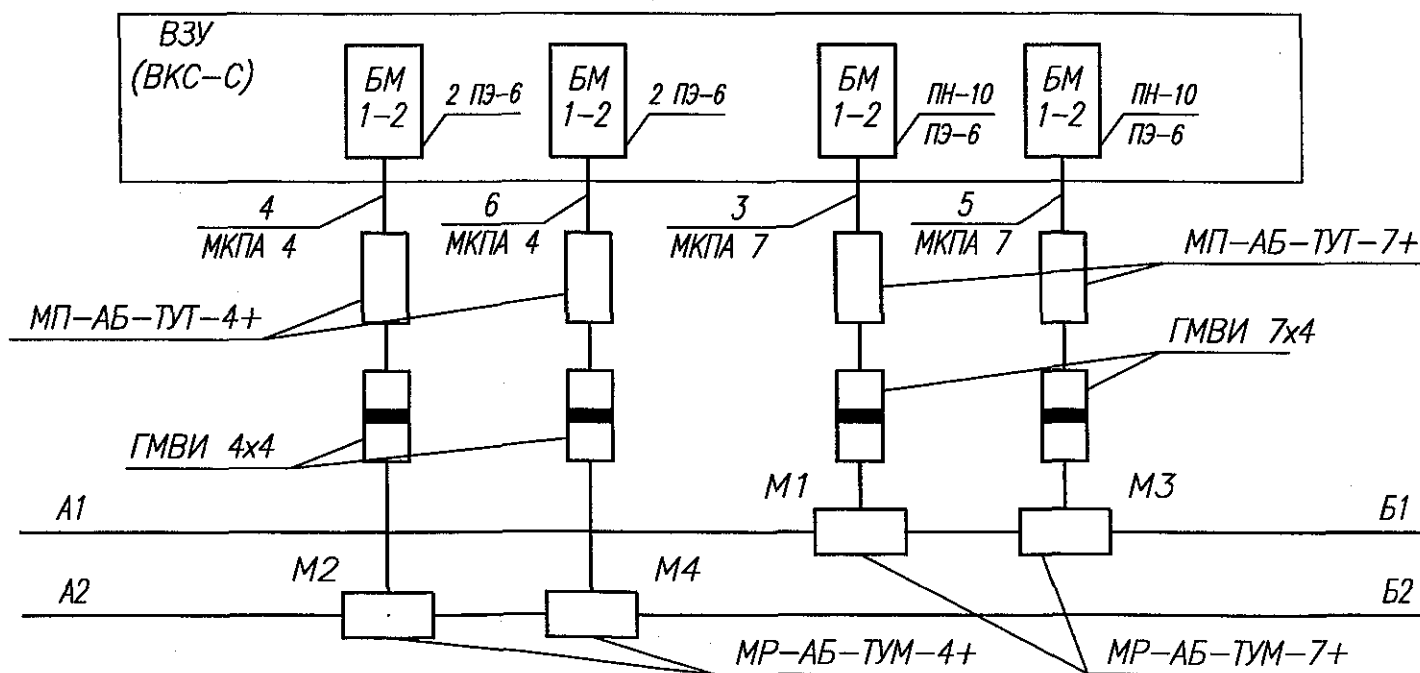 ВЗУ
(ВКС-С)
БМ
1-2
2 ПЭ-6
БМ
1-2
2 ПЭ-6
БМ
1-2
ПН-10
ПЭ-6
БМ
1-2
ПН-10
ПЭ-6
4
МКПА 4
6
МКПА 4
3
МКПА 7
5
МКПА 7
МП-АБ-ТУТ-7+
МП-АБ-ТУТ-4+
ГМВИ 7х4
ГМВИ 4х4
М1
М3
А1
Б1
М2
М4
А2
Б2
МР-АБ-ТУМ-4+
МР-АБ-ТУМ-7+